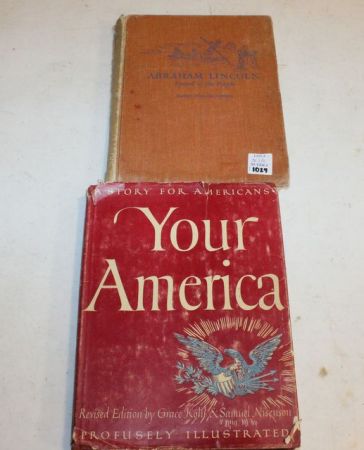 ABRAHAM LINCOLN
Friend of the People
1029
A STORY FOR AMERICANS
Your
America
Revised Edition by Grace Kohl & Samuel Nisenson
PROFUSELY ILLUSTRATED